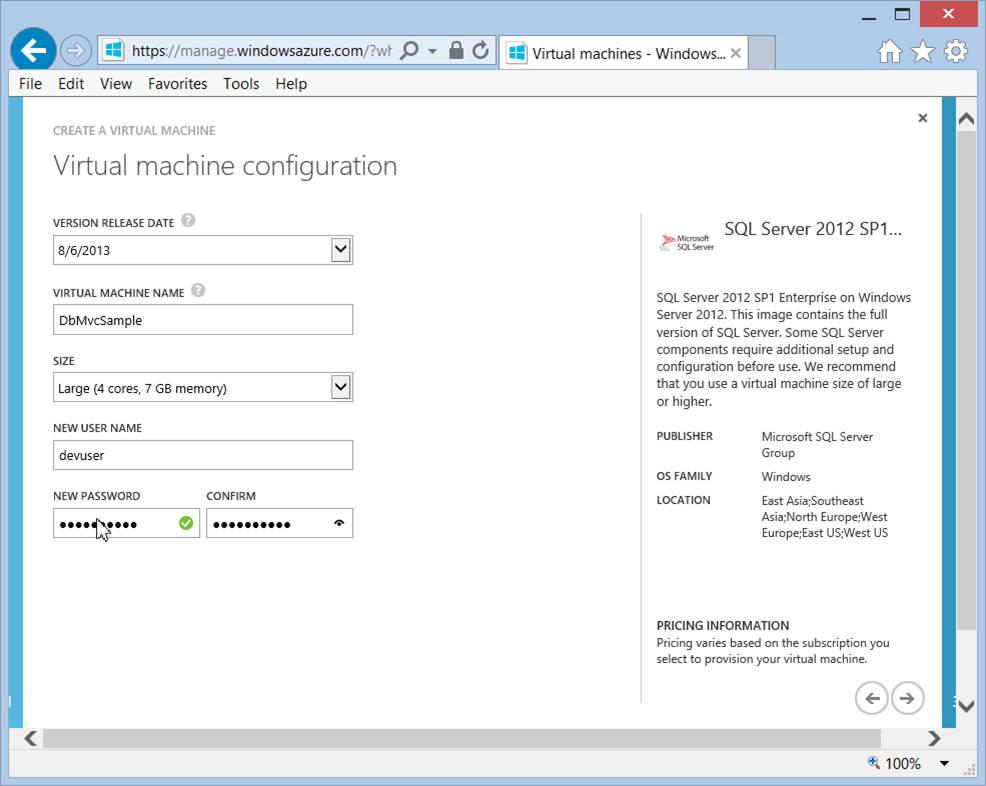 https://manage.windowsazure.com/?wh
Virtual machines - Windows...
File Edit View Favorites Tools Help
CREATE A VIRTUAL MACHINE
Virtual machine configuration
VERSION RELEASE DATE ?
8/6/2013
VIRTUAL MACHINE NAME ?
DbMvcSample
SIZE
Large (4 cores, 7 GB memory)
NEW USER NAME
devuser
NEW PASSWORD CONFIRM
Microsoft
SQL Server
SQL Server 2012 SP1...
SQL Server 2012 SP1 Enterprise on Windows
Server 2012. This image contains the full
version of SQL Server. Some SQL Server
components require additional setup and
configuration before use. We recommend
that you use a virtual machine size of large
or higher.
PUBLISHER Microsoft SQL Server
Group
OS FAMILY Windows
LOCATION East Asia;Southeast
Asia;North Europe;West
Europe;East US;West US
PRICING INFORMATION
Pricing varies based on the subscription you
select to provision your virtual machine.
100%